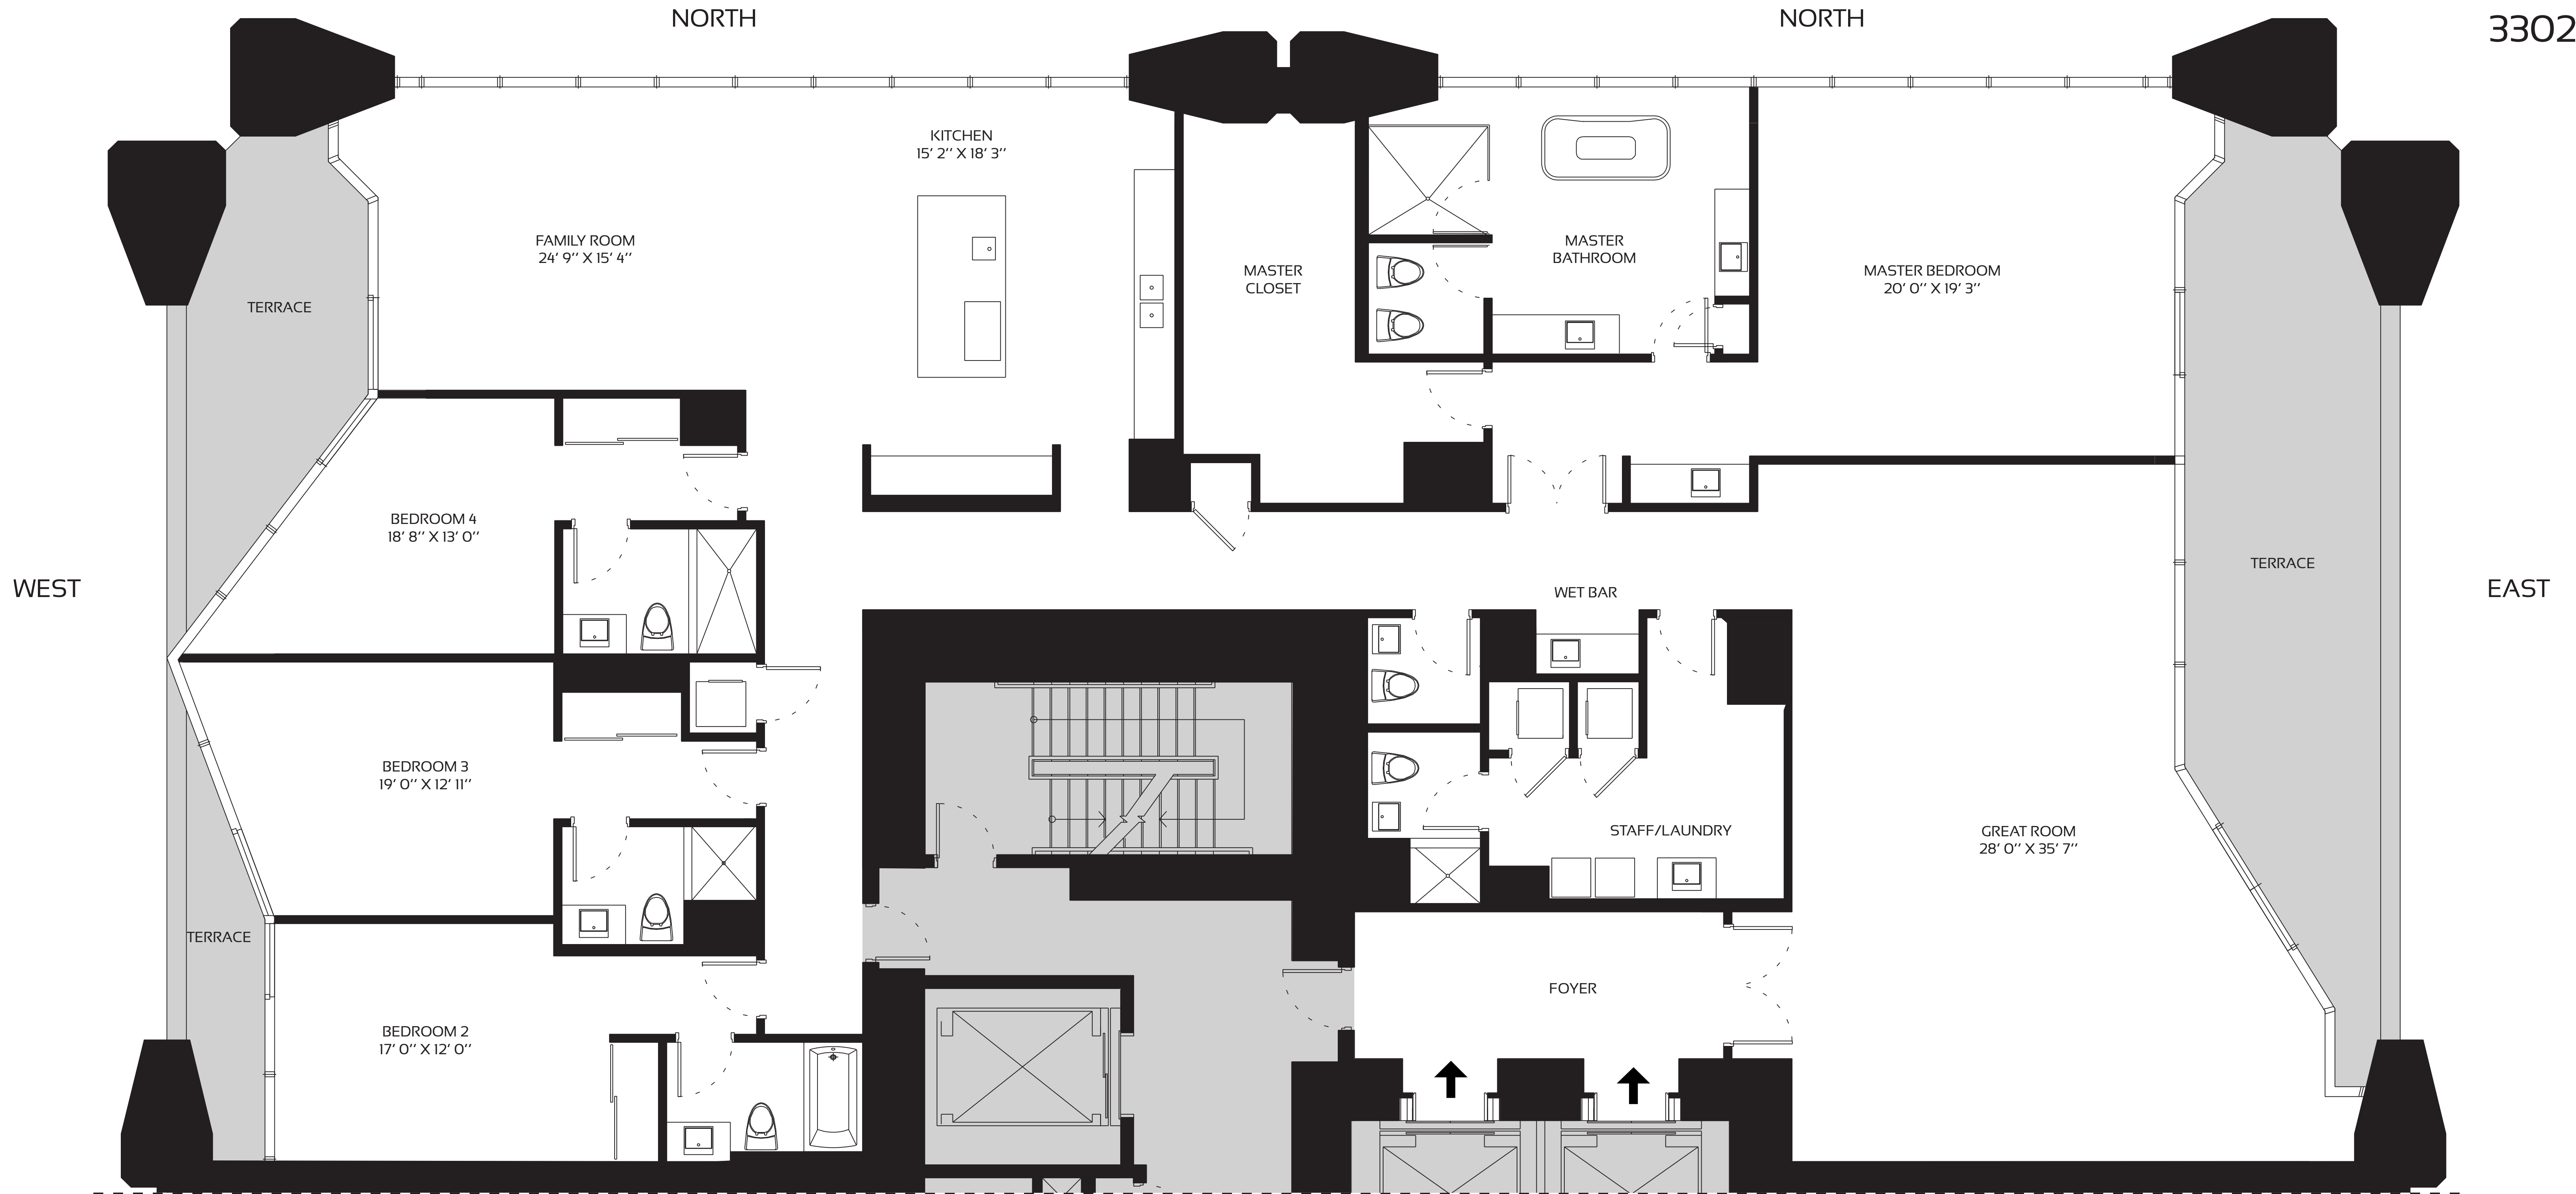 NORTH
NORTH
3302
KITCHEN
15' 2'' X 18' 3''
FAMILY ROOM
24' 9'' X 15' 4''
MASTER
BATHROOM
MASTER
CLOSET
MASTER BEDROOM
20' 0'' X 19' 3''
TERRACE
BEDROOM 4
18' 8'' X 13' 0''
TERRACE
WEST
WET BAR
EAST
BEDROOM 3
19' 0'' X 12' 11''
STAFF/LAUNDRY
GREAT ROOM
28' 0'' X 35' 7''
TERRACE
FOYER
BEDROOM 2
17' 0'' X 12' 0''